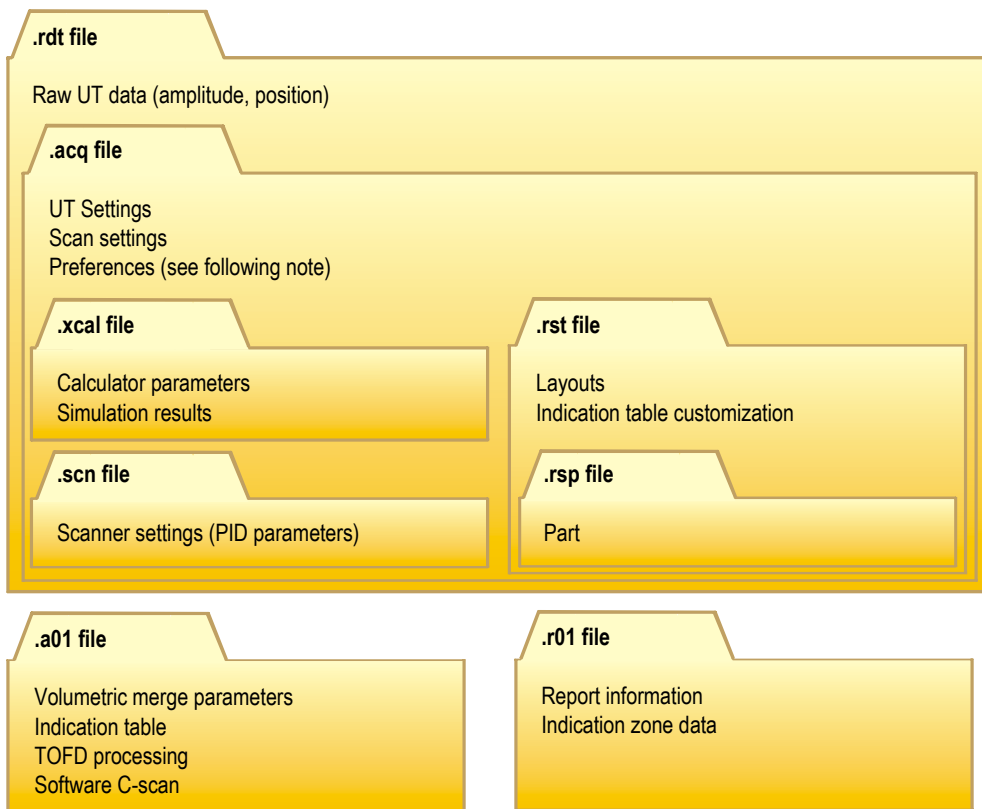 .rdt file
Raw UT data (amplitude, position)
.acq file
UT Settings
Scan settings
Preferences (see following note)
.xcal file
Calculator parameters
Simulation results
.rst file
Layouts
Indication table customization
.scn file
Scanner settings (PID parameters)
.rsp file
Part
.a01 file
Volumetric merge parameters
Indication table
TOFD processing
Software C-scan
.r01 file
Report information
Indication zone data